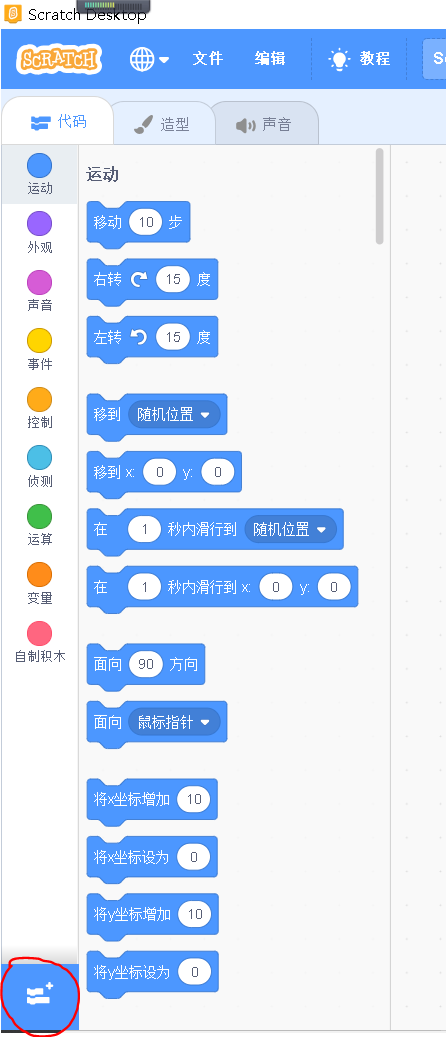 Scratch Desktop
SCRATCH 文件 编辑 教程 S
代码 造型 声音
运动
外观
声音
事件
控制
侦测
运算
变量
自制积木
运动
移动 10 步
右转 15 度
左转 15 度
移到 随机位置
移到 x: 0 y: 0
在 1 秒内滑行到 随机位置
在 1 秒内滑行到 x: 0 y: 0
面向 90 方向
面向 鼠标指针
将x坐标增加 10
将x坐标设为 0
将y坐标增加 10
将y坐标设为 0